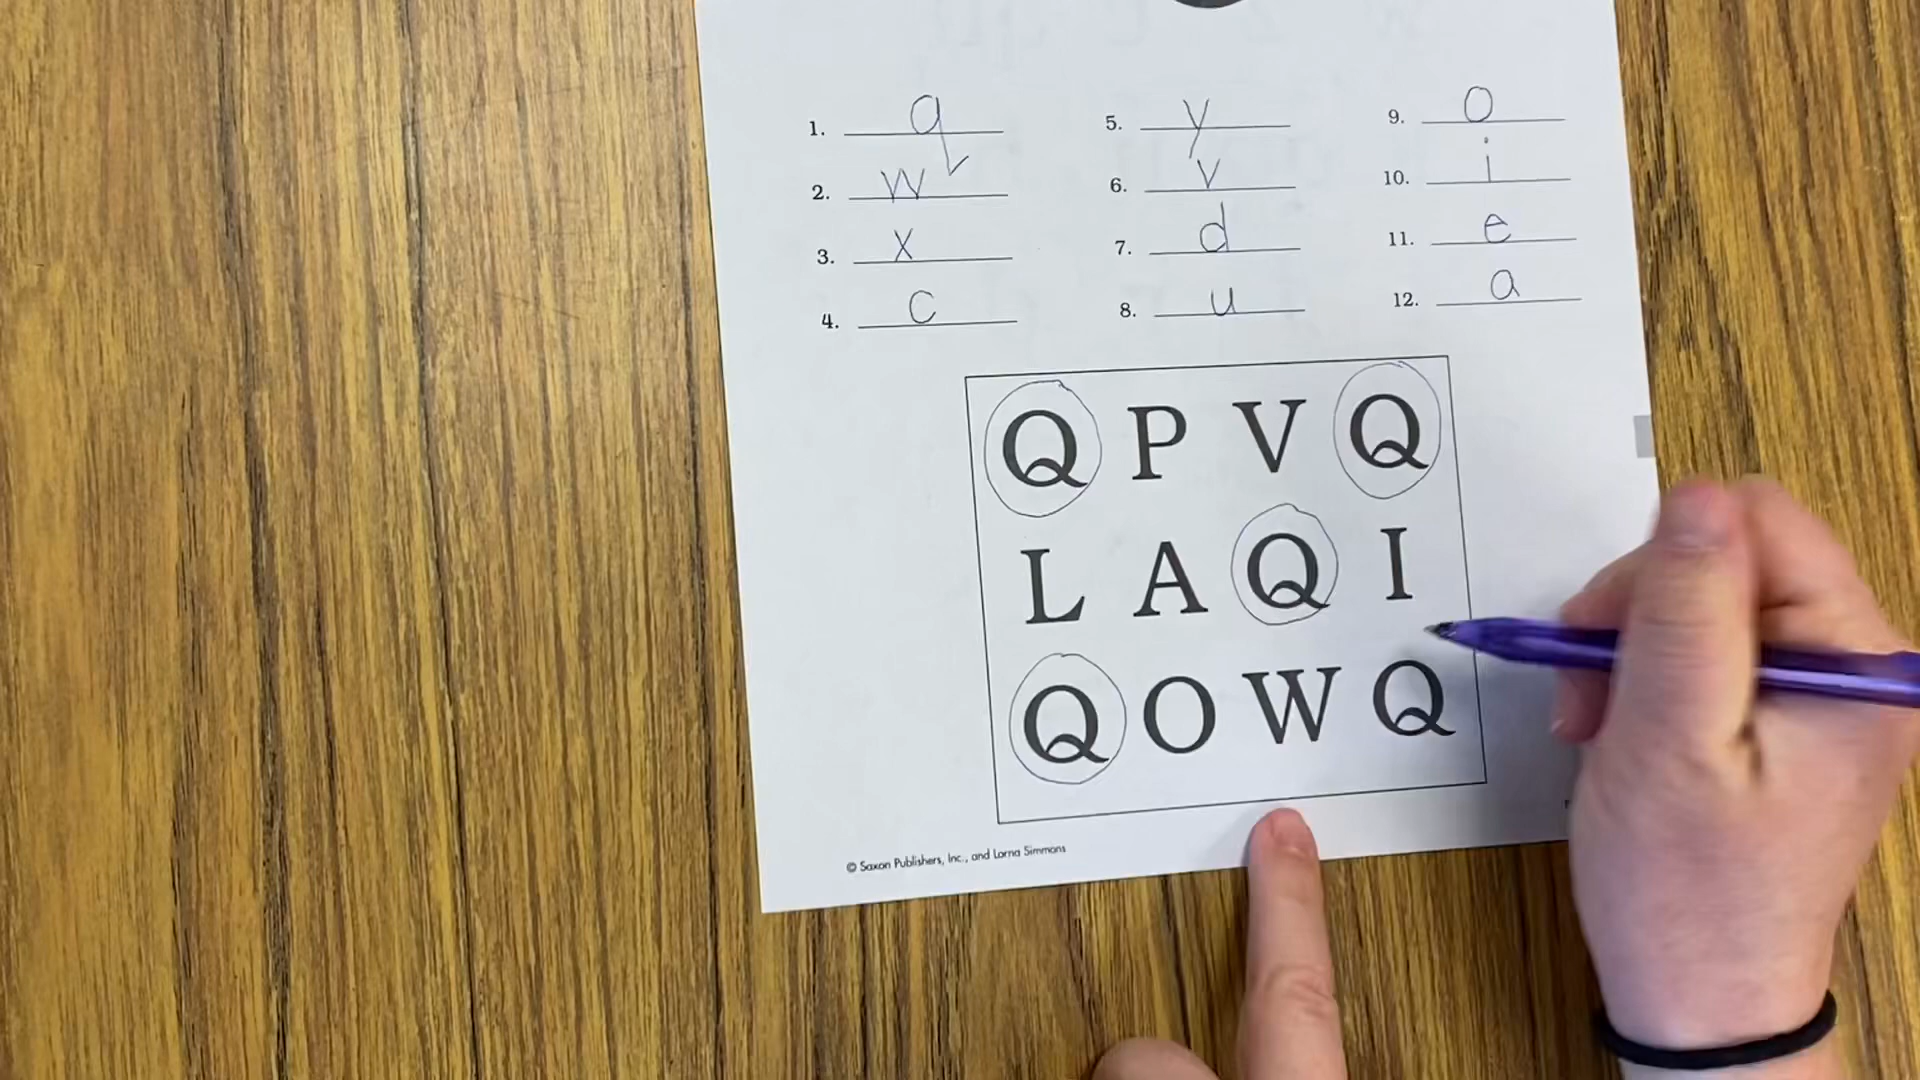 1. q 5. y 9. o
2. w 6. v 10. i
3. x 7. d 11. e
4. c 8. u 12. a
Q P V Q
L A Q I
Q O W Q
© Saxon Publishers, Inc., and Lorna Simmons